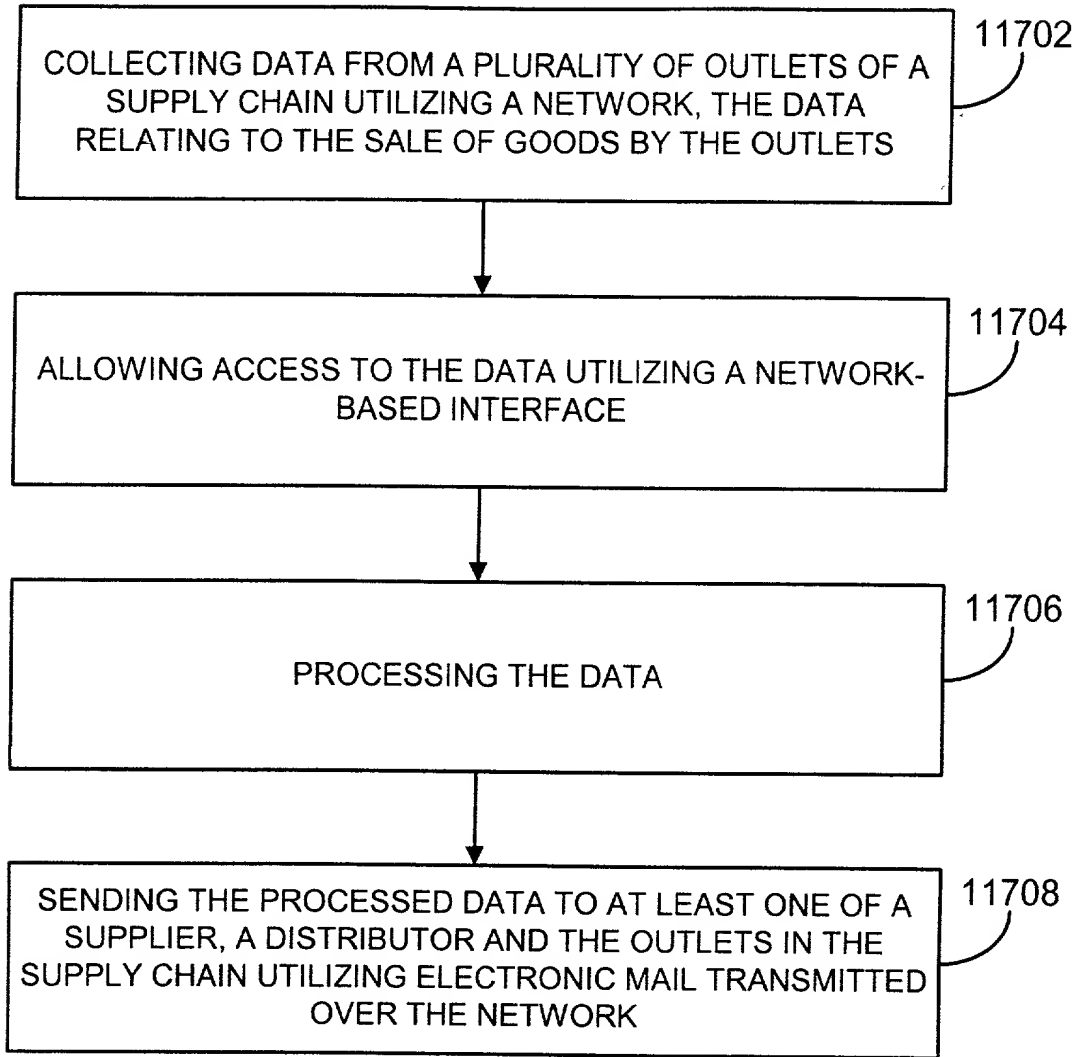 11702
COLLECTING DATA FROM A PLURALITY OF OUTLETS OF A
SUPPLY CHAIN UTILIZING A NETWORK, THE DATA
RELATING TO THE SALE OF GOODS BY THE OUTLETS
11704
ALLOWING ACCESS TO THE DATA UTILIZING A NETWORK-
BASED INTERFACE
11706
PROCESSING THE DATA
11708
SENDING THE PROCESSED DATA TO AT LEAST ONE OF A
SUPPLIER, A DISTRIBUTOR AND THE OUTLETS IN THE
SUPPLY CHAIN UTILIZING ELECTRONIC MAIL TRANSMITTED
OVER THE NETWORK